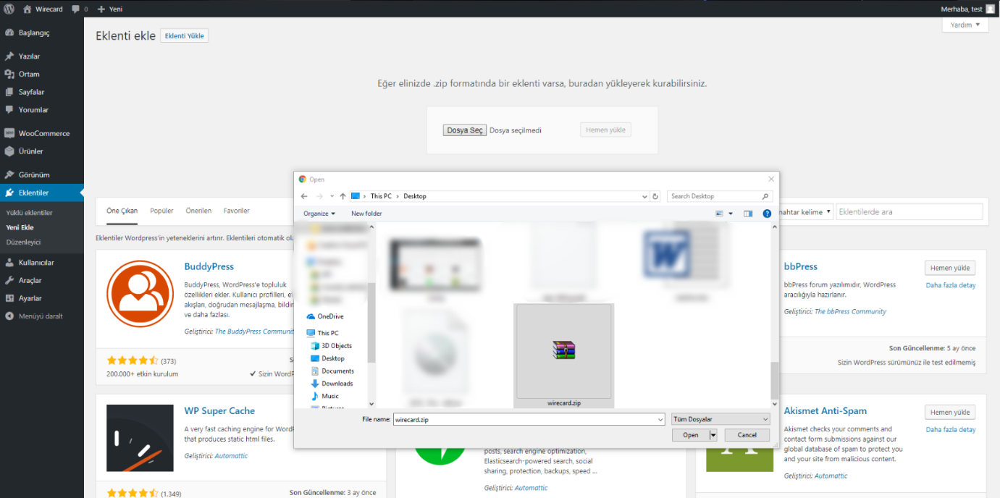 Wirecard 0 Yeni
Merhaba, test
Başlangıç
Yazılar
Ortam
Sayfalar
Yorumlar
WooCommerce
Ürünler
Görünüm
Eklentiler
Yüklü eklentiler
Yeni Ekle
Düzenleyici
Kullanıcılar
Araçlar
Ayarlar
Menüyü daralt
Yardım
Eklenti ekle Eklenti Yükle
Eğer elinizde .zip formatında bir eklenti varsa, buradan yükleyerek kurabilirsiniz.
Dosya Seç Dosya seçilmedi Hemen yükle
Öne Çıkan Popüler Önerilen Favoriler
nahtar kelime Eklentilerde ara
Eklentiler Wordpress'in yeteneklerini artırır. Eklentileri otomatik ola
Open
This PC > Desktop
Search Desktop
Organize New folder
OneDrive
This PC
3D Objects
Desktop
Documents
Downloads
Music
Pictures
wirecard.zip
File name: wirecard.zip Tüm Dosyalar
Open Cancel
BuddyPress
BuddyPress, WordPress'e topluluk
özellikleri ekler. Kullanıcı profilleri, e
akışları, doğrudan mesajlaşma, bildir
ve daha fazlası.
Geliştirici: The BuddyPress Communit
(373)
200.000+ etkin kurulum
S
Sizin WordP
bbPress
Hemen yükle
Daha fazla detay
bbPress forum yazılımıdır, WordPress
aracılığıyla hazırlanır.
Geliştirici: The bbPress Community
Son Güncellenme: 5 ay önce
Sizin WordPress sürümünüz ile test edilmemiş
WP Super Cache
A very fast caching engine for WordP
that produces static html files.
Geliştirici: Automattic
(1.349)
Son Güncellenme: 3 ay önce
posts, search engine optimization,
Elasticsearch-powered search, social
sharing, protection, backups, speed ...
Geliştirici: Automattic
Akismet Anti-Spam
Hemen yükle
Daha fazla detay
Akismet checks your comments and
contact form submissions against our
global database of spam to protect you
and your site from malicious content.
Geliştirici: Automattic